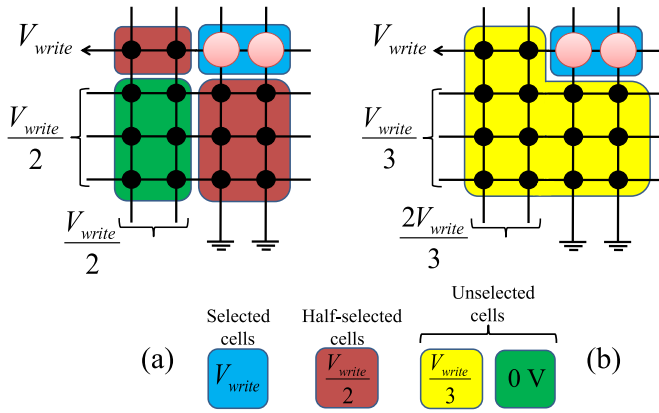 V_write
V_write
V_write
2
V_write
3
V_write
2
2V_write
3
Unselected cells
Selected cells
Half-selected cells
(a)
V_write
V_write
2
V_write
3
0 V
(b)